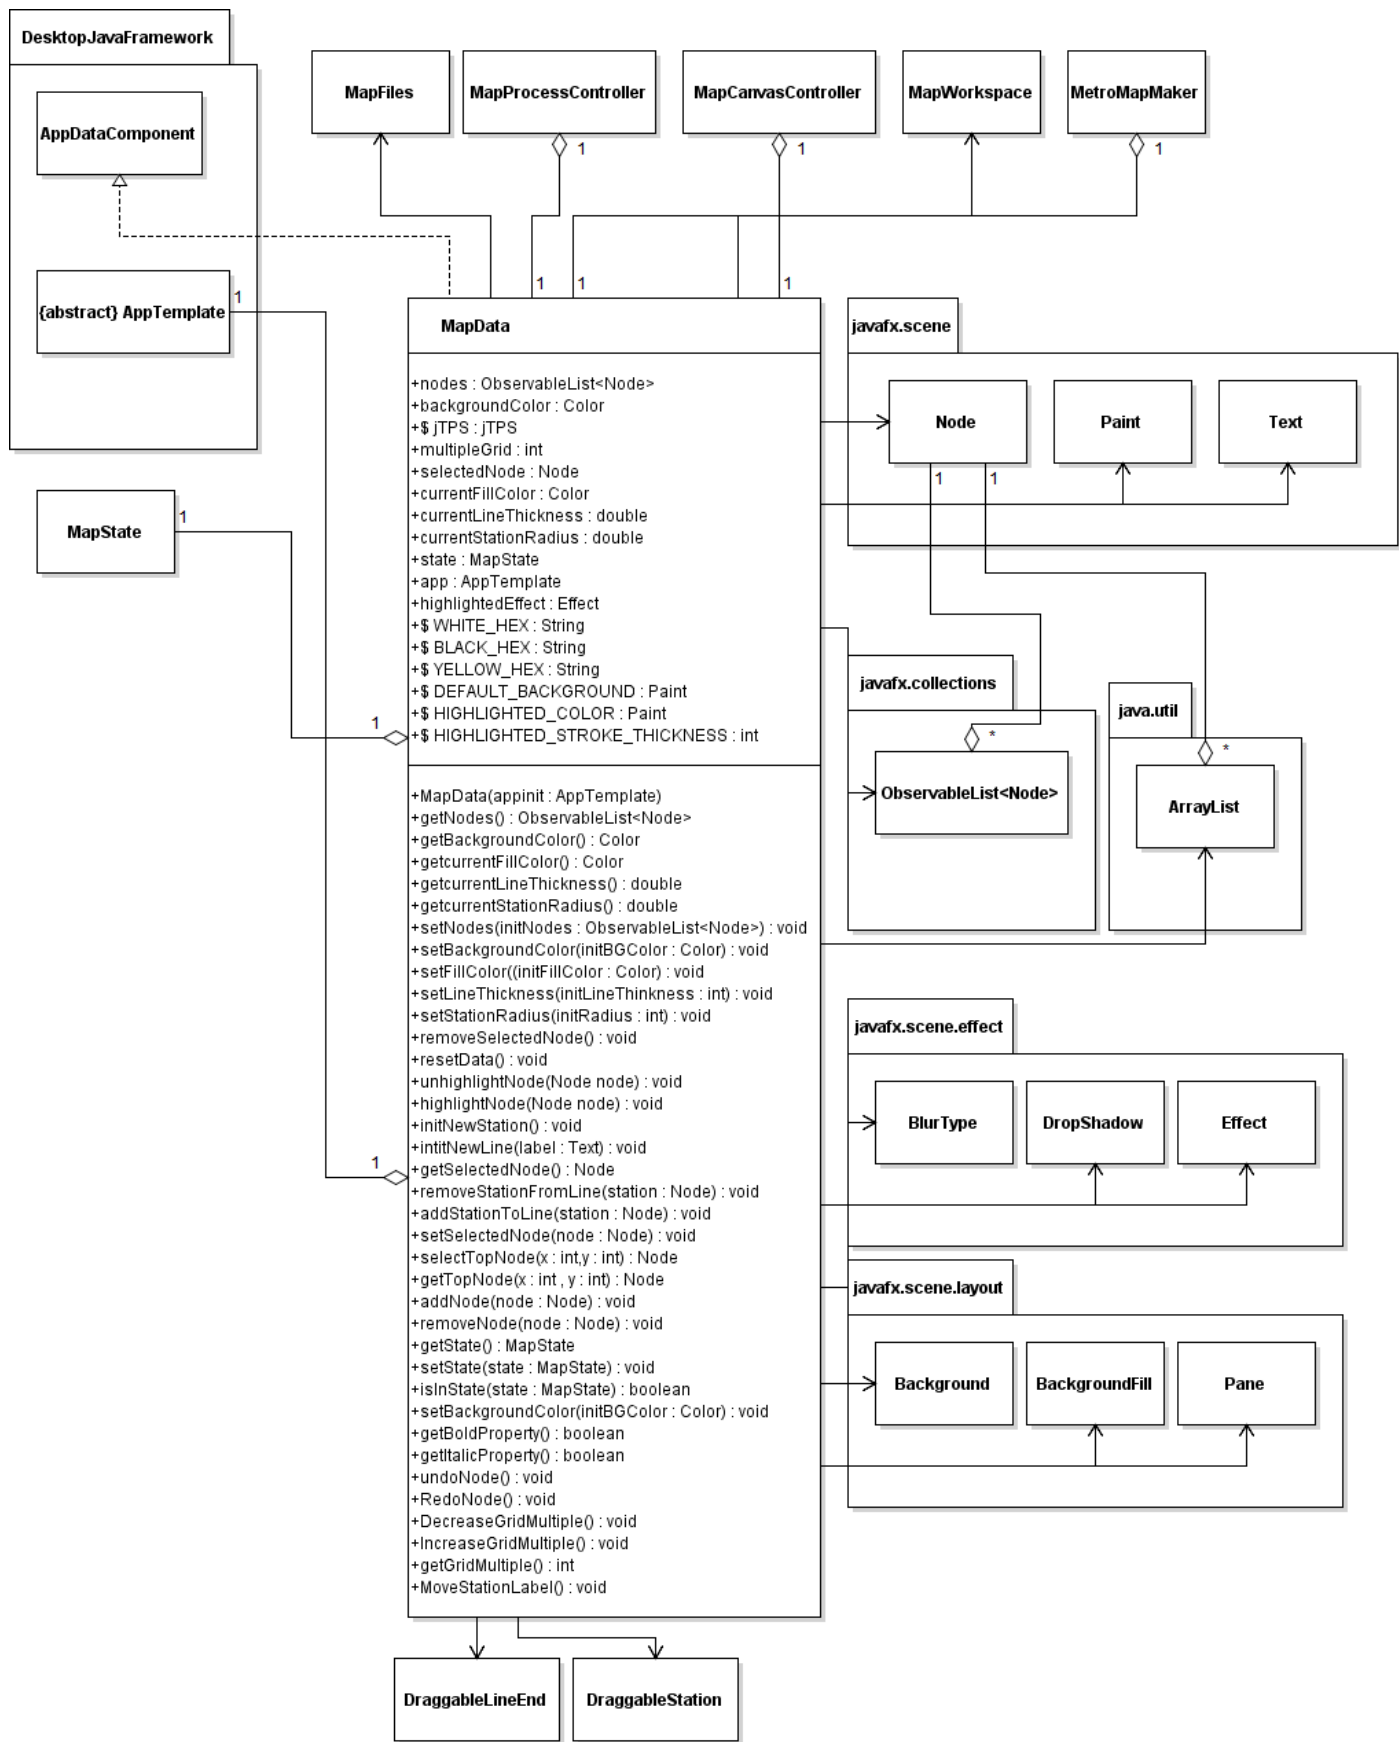 DesktopJavaFramework
AppDataComponent
{abstract} AppTemplate
1
MapState
1
MapFiles
MapProcessController
1
MapCanvasController
1
MapWorkspace
MetroMapMaker
1
1
1
1
MapData
+nodes : ObservableList<Node>
+backgroundColor : Color
+$ jTPS : jTPS
+multipleGrid : int
+selectedNode : Node
+currentFillColor : Color
+currentLineThickness : double
+currentStationRadius : double
+state : MapState
+app : AppTemplate
+highlightedEffect : Effect
+$ WHITE_HEX : String
+$ BLACK_HEX : String
+$ YELLOW_HEX : String
+$ DEFAULT_BACKGROUND : Paint
+$ HIGHLIGHTED_COLOR : Paint
+$ HIGHLIGHTED_STROKE_THICKNESS : int
1
+MapData(appinit : AppTemplate)
+getNodes() : ObservableList<Node>
+getBackgroundColor() : Color
+getcurrentFillColor() : Color
+getcurrentLineThickness() : double
+getcurrentStationRadius() : double
+setNodes(initNodes : ObservableList<Node>) : void
+setBackgroundColor(initBGColor : Color) : void
+setFillColor((initFillColor : Color) : void
+setLineThickness(initLineThinkness : int) : void
+setStationRadius(initRadius : int) : void
+removeSelectedNode() : void
+resetData() : void
+unhighlightNode(Node node) : void
+highlightNode(Node node) : void
+initNewStation() : void
+intitNewLine(label : Text) : void
+getSelectedNode() : Node
+removeStationFromLine(station : Node) : void
+addStationToLine(station : Node) : void
+setSelectedNode(node : Node) : void
+selectTopNode(x : int,y : int) : Node
+getTopNode(x : int , y : int) : Node
+addNode(node : Node) : void
+removeNode(node : Node) : void
+getState() : MapState
+setState(state : MapState) : void
+isInState(state : MapState) : boolean
+setBackgroundColor(initBGColor : Color) : void
+getBoldProperty() : boolean
+getItalicProperty() : boolean
+undoNode() : void
+RedoNode() : void
+DecreaseGridMultiple() : void
+IncreaseGridMultiple() : void
+getGridMultiple() : int
+MoveStationLabel() : void
1
javafx.scene
Node
Paint
Text
1
1
javafx.collections
*
ObservableList<Node>
java.util
*
ArrayList
javafx.scene.effect
BlurType
DropShadow
Effect
javafx.scene.layout
Background
BackgroundFill
Pane
DraggableLineEnd
DraggableStation